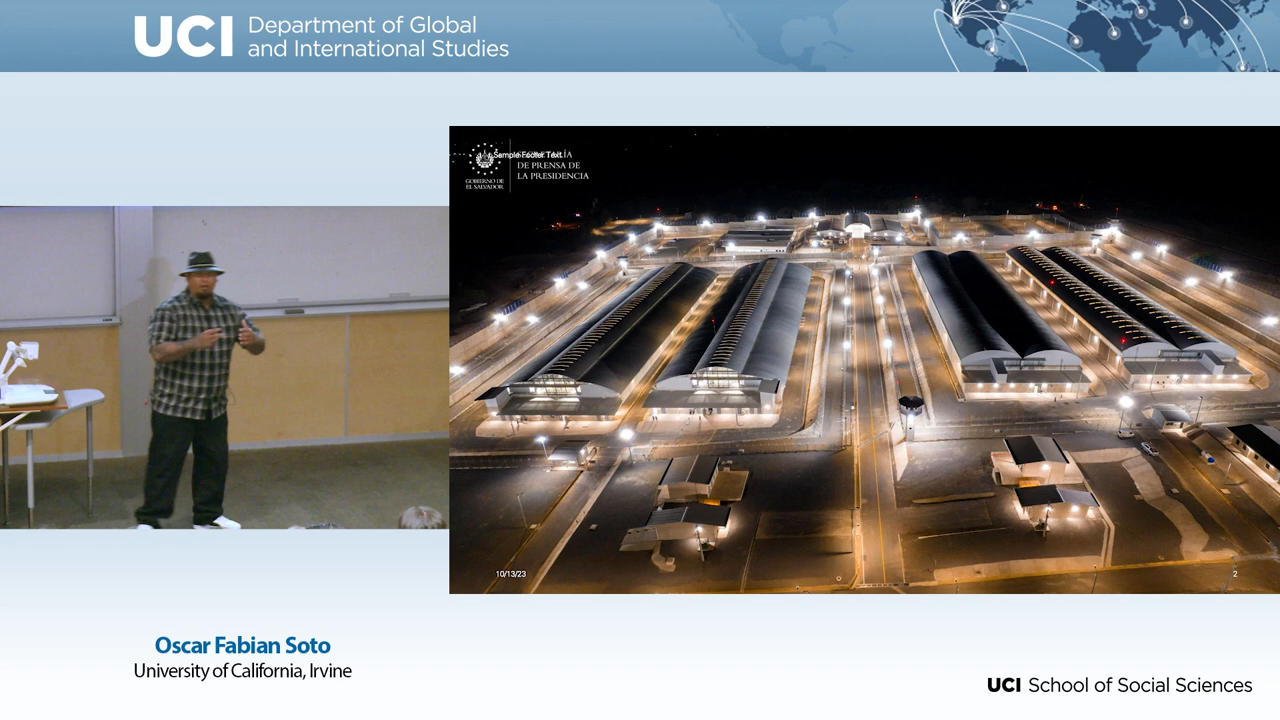 UCI Department of Global
and International Studies
Sample Footer Text
ÍA
DE PRENSA DE
LA PRESIDENCIA
GOBIERNO DE
EL SALVADOR
10/13/23
2
Oscar Fabian Soto
University of California, Irvine
UCI School of Social Sciences